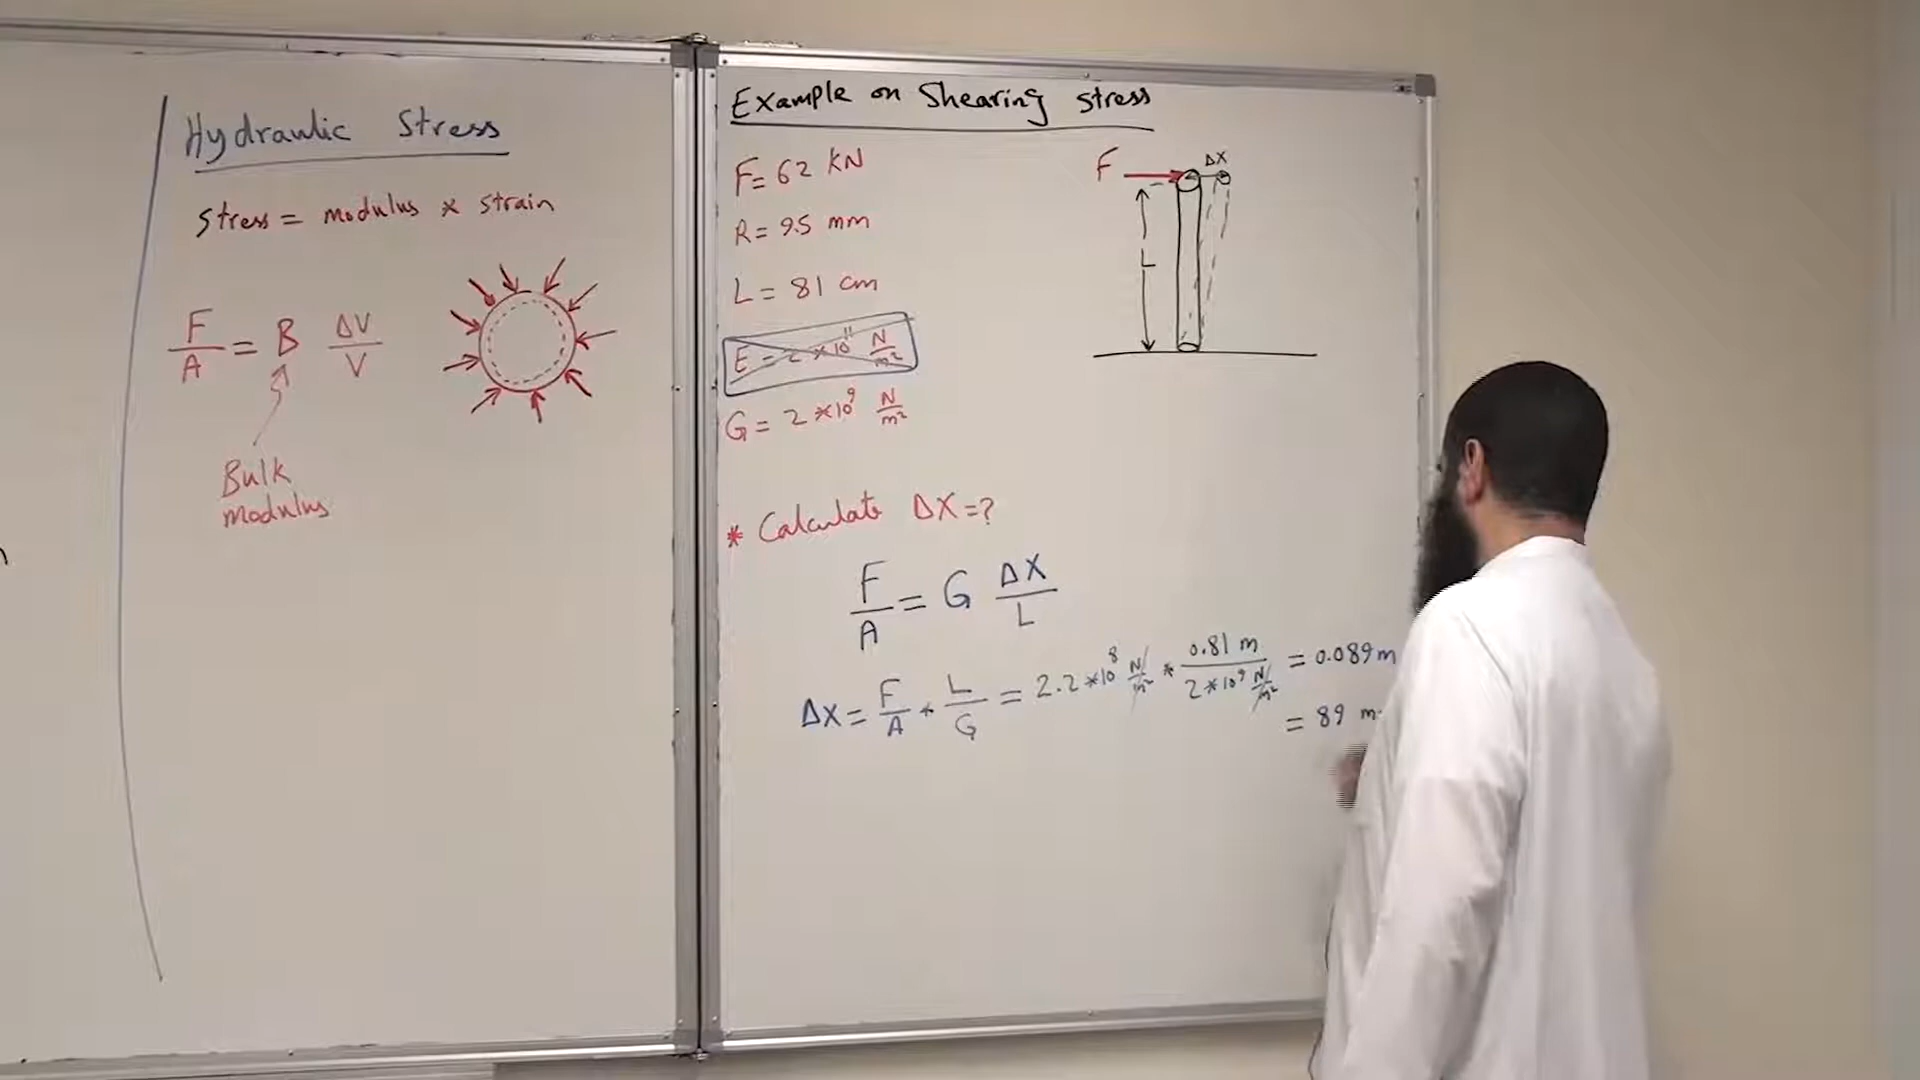 Hydraulic Stress
Stress = modulus * strain
F/A = B ΔV/V
Bulk
modulus
Example on Shearing Stress
F= 62 KN
R= 9.5 mm
L = 81 cm
E = 2 *10^11 N/m²
G = 2 *10^9 N/m²
* Calculate ΔX=?
F/A = G ΔX/L
ΔX = F/A * L/G = 2.2 *10^8 N/m² * 0.81 m / 2*10^9 N/m² = 0.089 m
= 89 m
F
ΔX
L